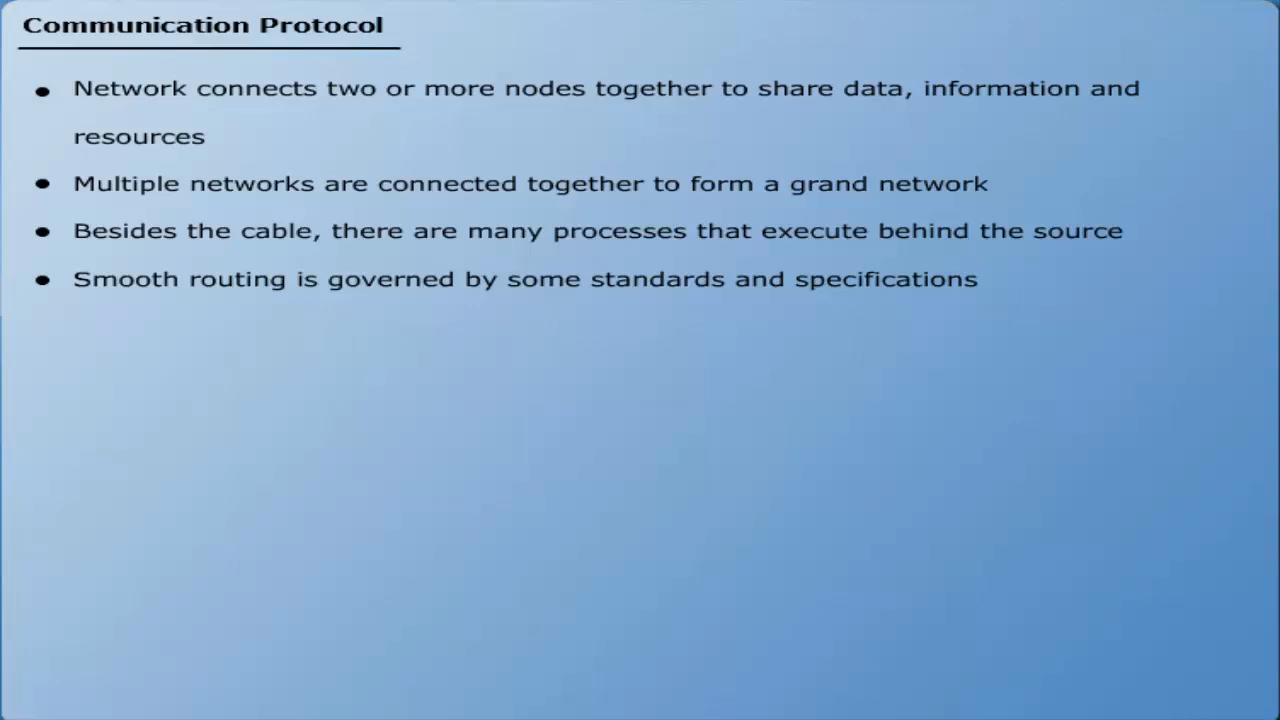 Communication Protocol
● Network connects two or more nodes together to share data, information and
resources
● Multiple networks are connected together to form a grand network
● Besides the cable, there are many processes that execute behind the source
● Smooth routing is governed by some standards and specifications